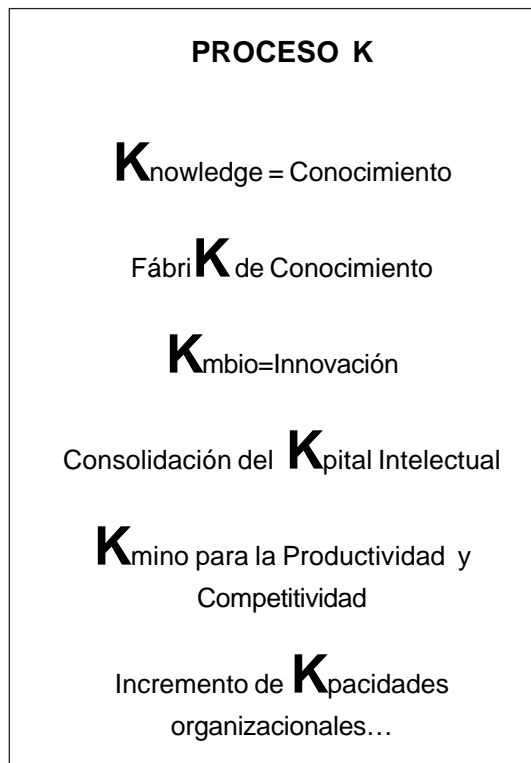 PROCESO K
Knowledge = Conocimiento
FábriK de Conocimiento
Kmbio=Innovación
Consolidación del Kpital Intelectual
Kmino para la Productividad y
Competitividad
Incremento de Kpacidades
organizacionales…